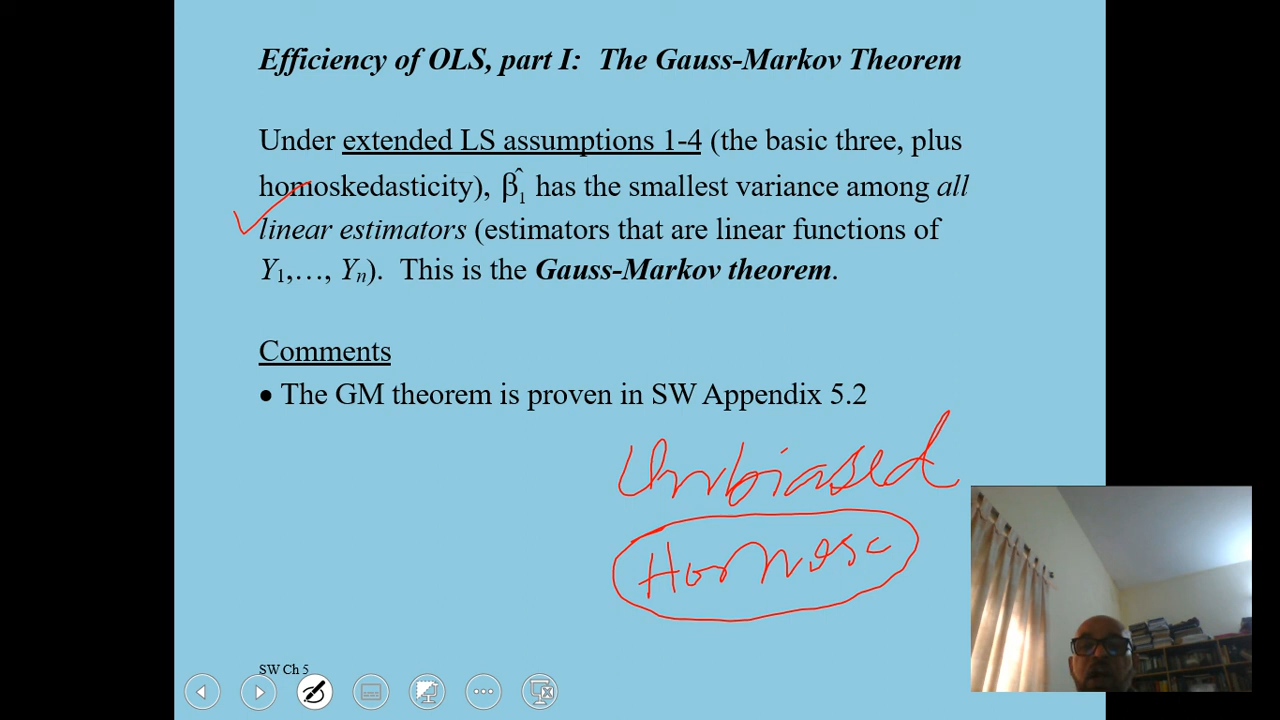 Efficiency of OLS, part I: The Gauss-Markov Theorem
Under extended LS assumptions 1-4 (the basic three, plus
homoskedasticity), β̂₁ has the smallest variance among all
linear estimators (estimators that are linear functions of
Y₁,…, Yₙ). This is the Gauss-Markov theorem.
Comments
• The GM theorem is proven in SW Appendix 5.2
Unbiased
SW Ch 5